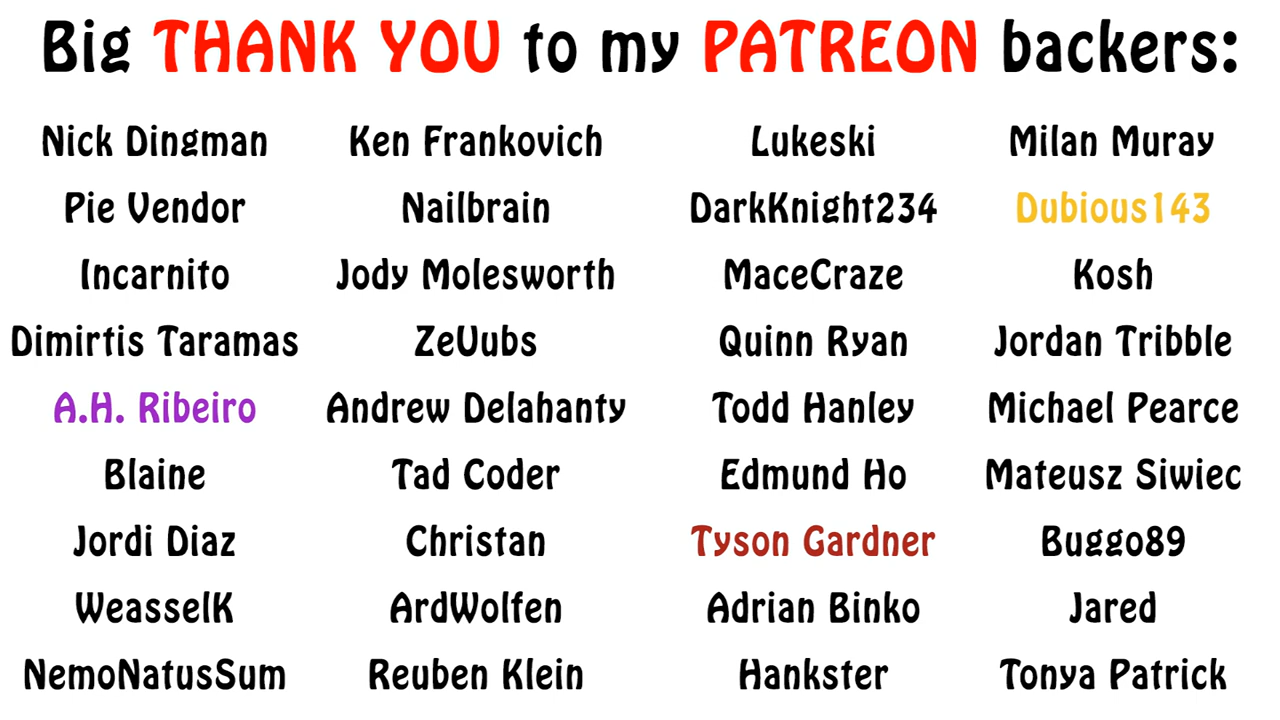 Big THANK YOU to my PATREON backers:
Nick Dingman Ken Frankovich Lukeski Milan Muray
Pie Vendor Nailbrain DarkKnight234 Dubious143
Incarnito Jody Molesworth MaceCraze Kosh
Dimirtis Taramas ZeVubs Quinn Ryan Jordan Tribble
A.H. Ribeiro Andrew Delahanty Todd Hanley Michael Pearce
Blaine Tad Coder Edmund Ho Mateusz Siwiec
Jordi Diaz Christan Tyson Gardner Buggo89
WeasselK ArdWolfen Adrian Binko Jared
NemoNatusSum Reuben Klein Hankster Tonya Patrick